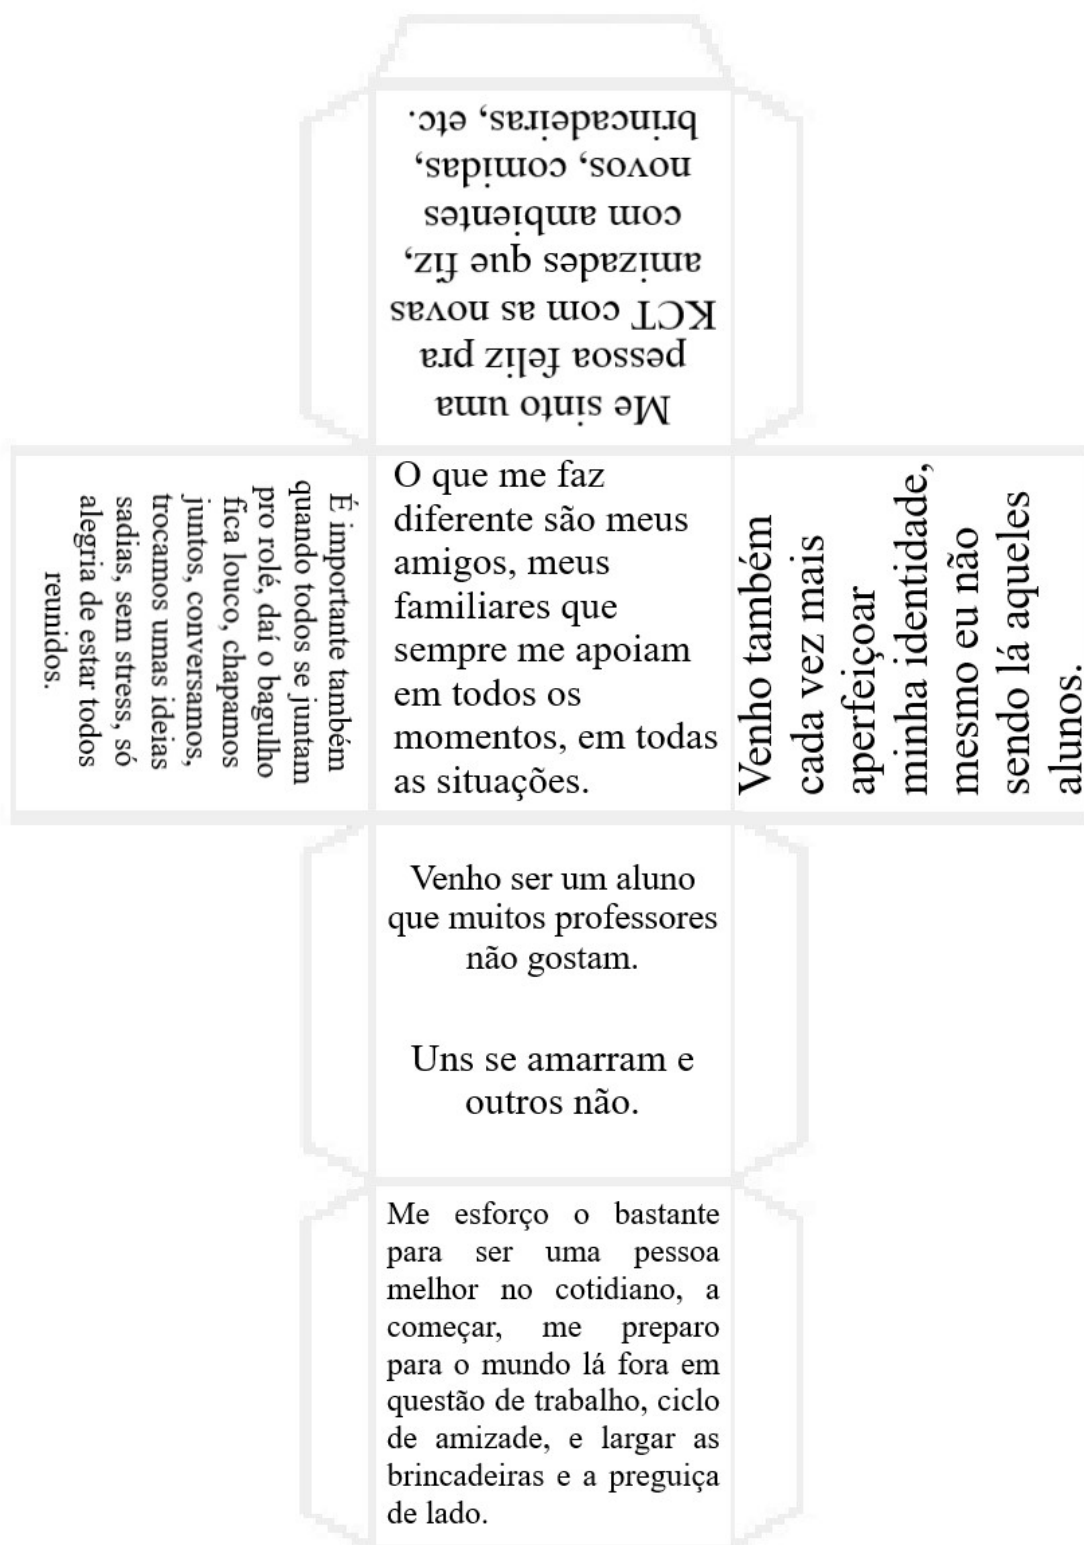 Me sinto uma
pessoa feliz pra
KCT com as novas
amizades que fiz,
com ambientes
novos, comidas,
brincadeiras, etc.
É importante também
quando todos se juntam
pro rolé, daí o bagulho
fica louco, chapamos
juntos, conversamos,
trocamos umas ideias
sadias, sem stress, só
alegria de estar todos
reunidos.
O que me faz
diferente são meus
amigos, meus
familiares que
sempre me apoiam
em todos os
momentos, em todas
as situações.
Venho também
cada vez mais
aperfeiçoar
minha identidade,
mesmo eu não
sendo lá aqueles
alunos.
Venho ser um aluno
que muitos professores
não gostam.
Uns se amarram e
outros não.
Me esforço o bastante
para ser uma pessoa
melhor no cotidiano, a
começar, me preparo
para o mundo lá fora em
questão de trabalho, ciclo
de amizade, e largar as
brincadeiras e a preguiça
de lado.